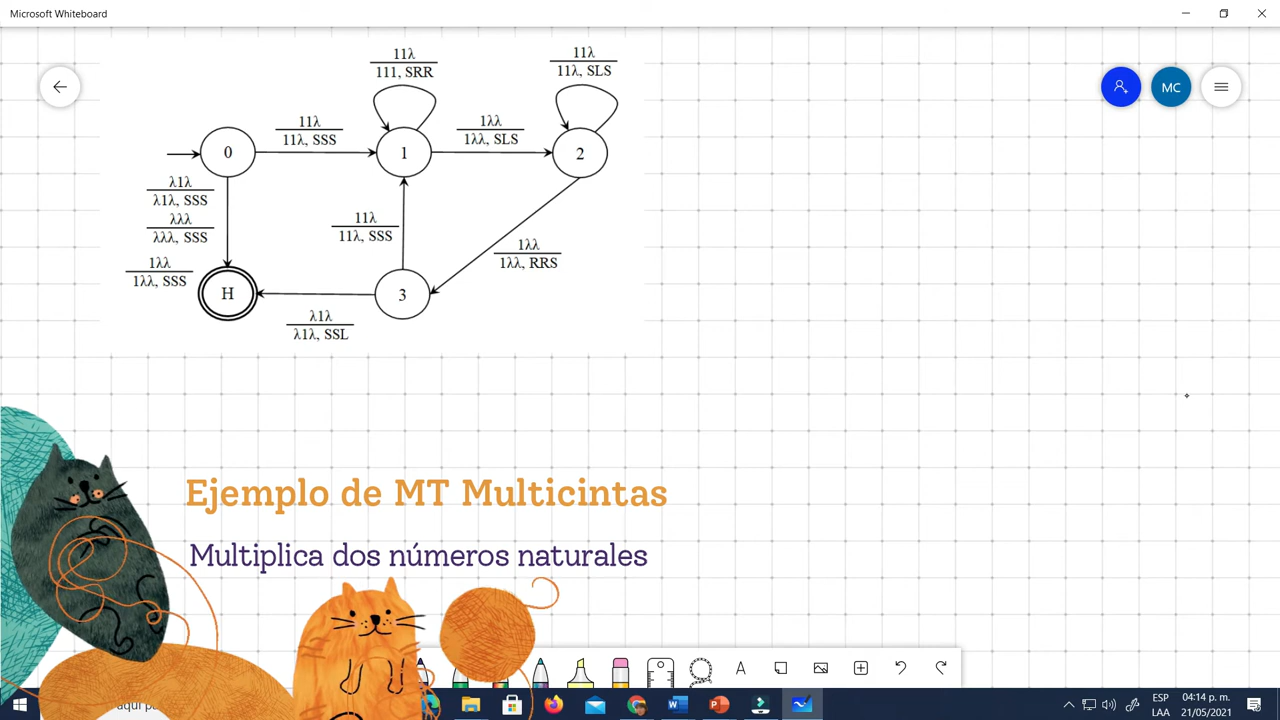 Microsoft Whiteboard
MC
11λ
111, SRR
11λ
11λ, SLS
11λ
11λ, SSS
1λλ
1λλ, SLS
0
1
2
λ1λ
λ1λ, SSS
λλλ
λλλ, SSS
1λλ
1λλ, SSS
11λ
11λ, SSS
1λλ
1λλ, RRS
H
3
λ1λ
λ1λ, SSL
Ejemplo de MT Multicintas
Multiplica dos números naturales
A
aquí
ESP
LAA
04:14 p. m.
21/05/2021